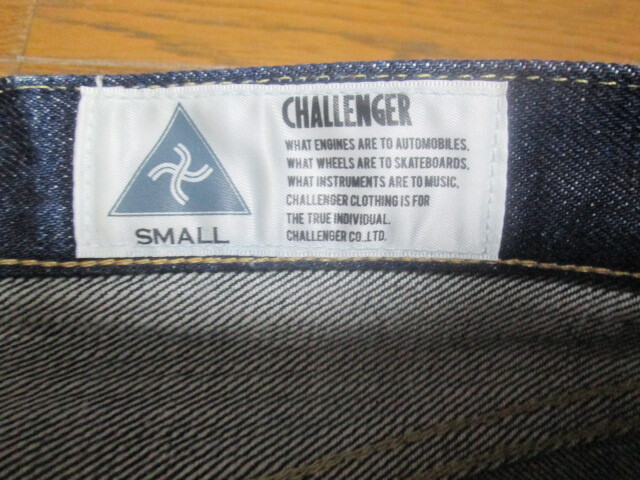 CHALLENGER
WHAT ENGINES ARE TO AUTOMOBILES.
WHAT WHEELS ARE TO SKATEBOARDS.
WHAT INSTRUMENTS ARE TO MUSIC.
CHALLENGER CLOTHING IS FOR
THE TRUE INDIVIDUAL.
CHALLENGER CO.,LTD.
SMALL